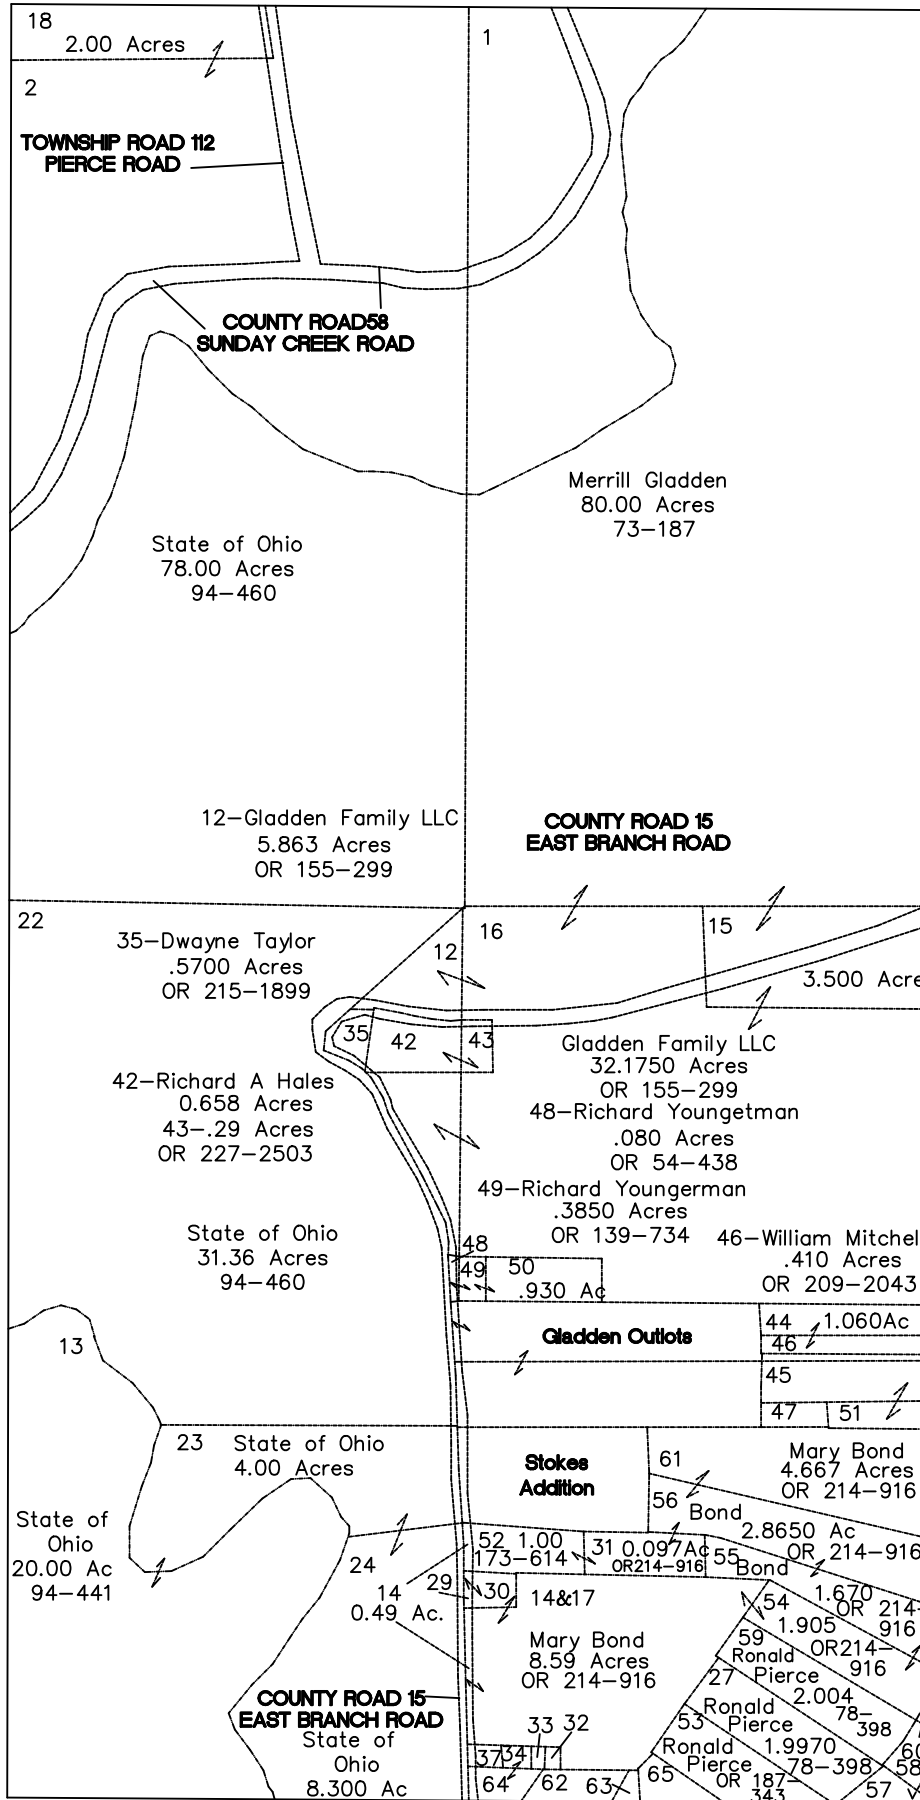 18
2.00 Acres
1
2
TOWNSHIP ROAD 112
PIERCE ROAD
COUNTY ROAD58
SUNDAY CREEK ROAD
Merrill Gladden
80.00 Acres
73-187
State of Ohio
78.00 Acres
94-460
12-Gladden Family LLC
5.863 Acres
OR 155-299
COUNTY ROAD 15
EAST BRANCH ROAD
22
35-Dwayne Taylor
.5700 Acres
OR 215-1899
12
16
15
3.500 Acre
35
42
43
Gladden Family LLC
32.1750 Acres
OR 155-299
42-Richard A Hales
0.658 Acres
43-.29 Acres
OR 227-2503
48-Richard Youngetman
.080 Acres
OR 54-438
49-Richard Youngerman
.3850 Acres
OR 139-734
State of Ohio
31.36 Acres
94-460
46-William Mitchel
.410 Acres
OR 209-2043
48
49
50
.930 Ac
Gladden Outlots
44
1.060Ac
46
45
47
51
13
23
State of Ohio
4.00 Acres
Stokes
Addition
61
Mary Bond
4.667 Acres
OR 214-916
56
Bond
2.8650 Ac
OR 214-916
State of
Ohio
20.00 Ac
94-441
24
52 1.00
173-614
31 0.097Ac
OR214-916
55
Bond
1.670
OR 214-
916
14
0.49 Ac.
29
30
14&17
54
1.905
OR214-
916
Mary Bond
8.59 Acres
OR 214-916
59
Ronald
Pierce
2.004
78-
398
27
Ronald
Pierce
1.9970
78-398
53
Ronald
Pierce
OR 187-
343
COUNTY ROAD 15
EAST BRANCH ROAD
State of
Ohio
8.300 Ac
37
34
33
32
64
62
63
65
60
58
57